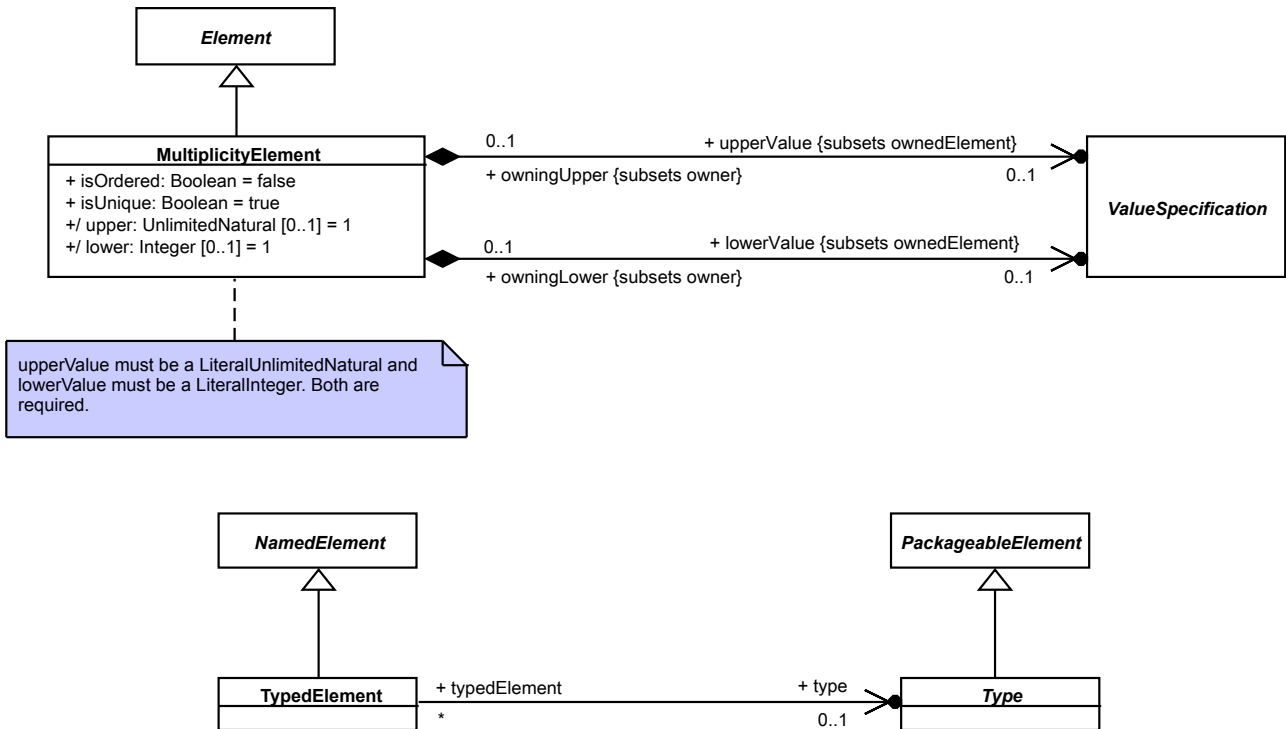 Element
MultiplicityElement
+ isOrdered: Boolean = false
+ isUnique: Boolean = true
+/ upper: UnlimitedNatural [0..1] = 1
+/ lower: Integer [0..1] = 1
0..1
+ upperValue {subsets ownedElement}
+ owningUpper {subsets owner}
0..1
0..1
+ lowerValue {subsets ownedElement}
+ owningLower {subsets owner}
0..1
ValueSpecification
upperValue must be a LiteralUnlimitedNatural and
lowerValue must be a LiteralInteger. Both are
required.
NamedElement
PackageableElement
TypedElement
+ typedElement
*
+ type
0..1
Type